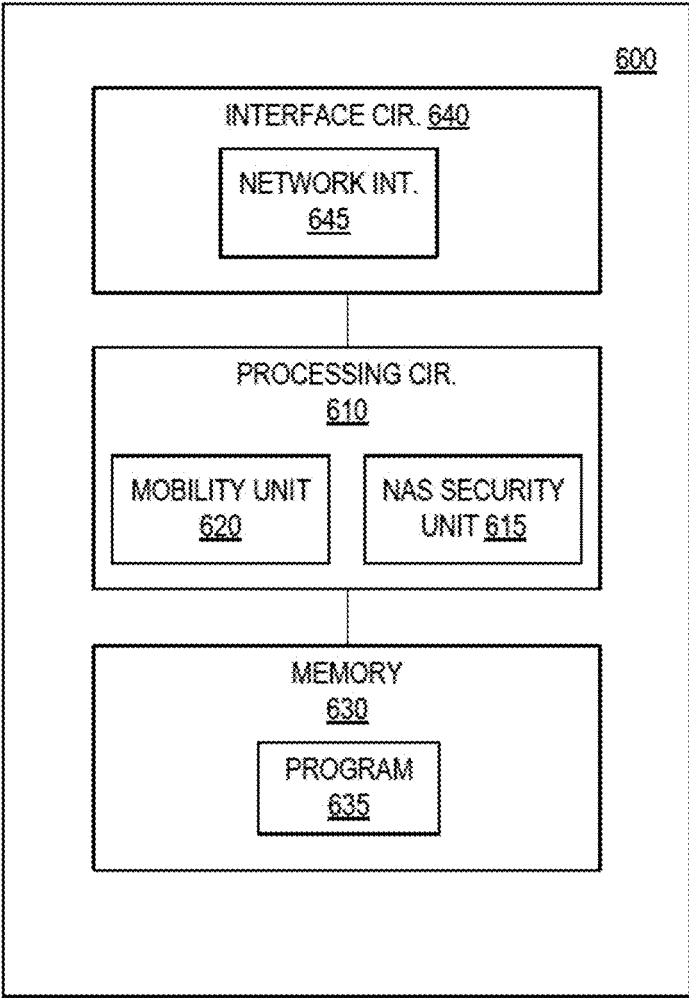 600
INTERFACE CIR. 640
NETWORK INT.
645
PROCESSING CIR.
610
MOBILITY UNIT
620
NAS SECURITY
UNIT 615
MEMORY
630
PROGRAM
635